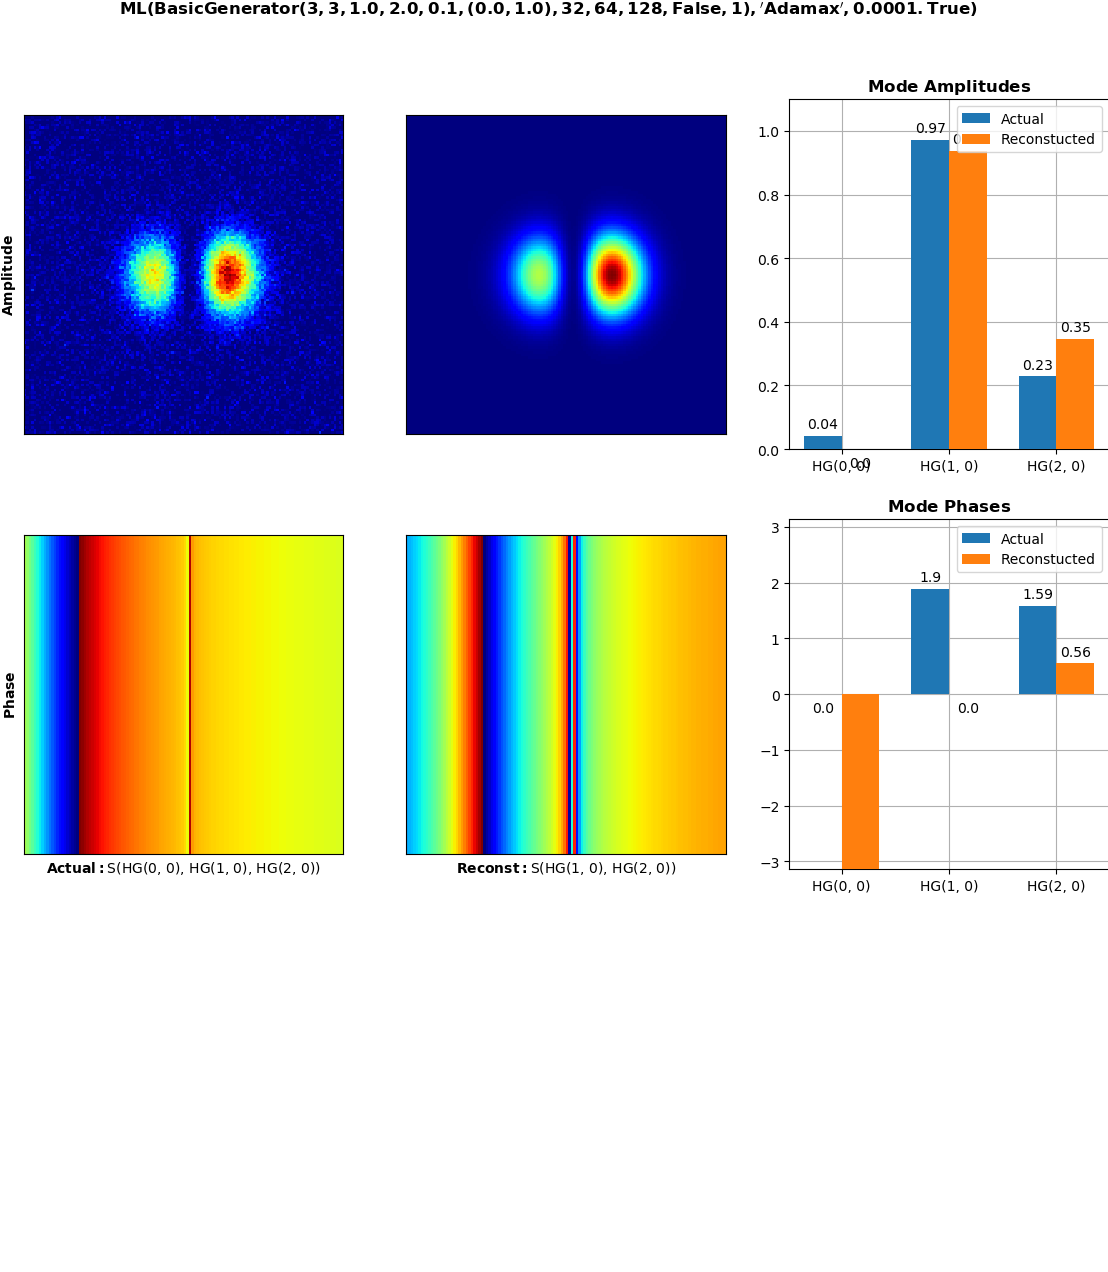 ML(BasicGenerator(3, 3, 1.0, 2.0, 0.1, (0.0, 1.0), 32, 64, 128, False, 1), ′Adamax′, 0.0001. True)
Amplitude
Mode Amplitudes
Actual
Reconstucted
1.0
0.8
0.6
0.4
0.2
0.0
0.04
0.0
0.97
0.23
0.35
HG(0, 0)
HG(1, 0)
HG(2, 0)
Phase
Actual: S(HG(0, 0), HG(1, 0), HG(2, 0))
Reconst: S(HG(1, 0), HG(2, 0))
Mode Phases
Actual
Reconstucted
3
2
1
0
−1
−2
−3
0.0
1.9
0.0
1.59
0.56
HG(0, 0)
HG(1, 0)
HG(2, 0)